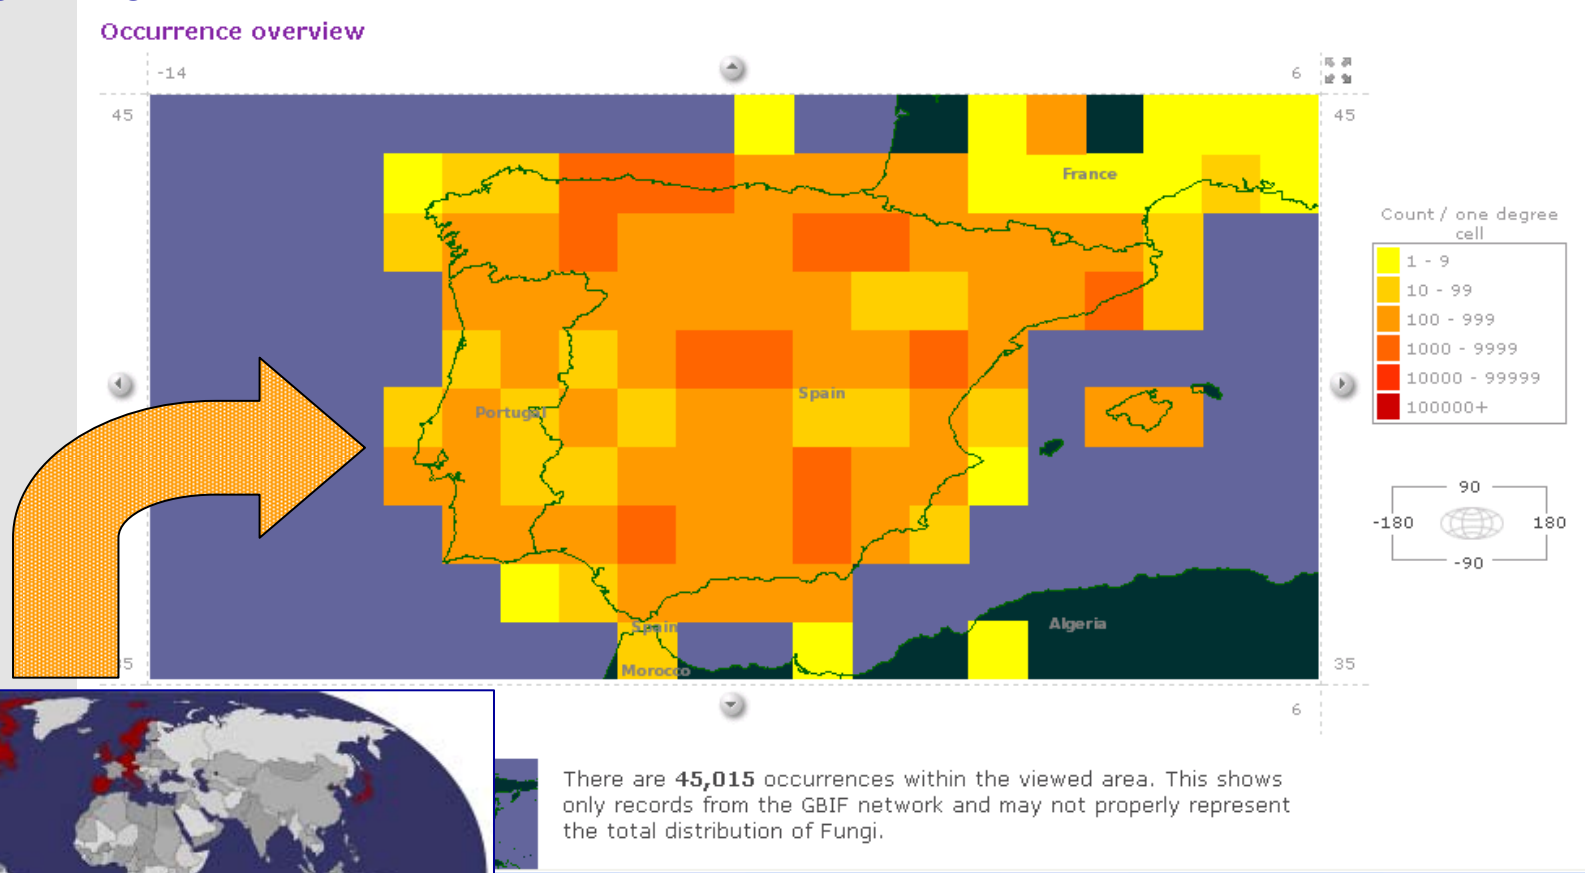 Occurrence overview
-14
6
45
45
France
Count / one degree
cell
1 - 9
10 - 99
100 - 999
1000 - 9999
10000 - 99999
100000+
Spain
Portugal
90
-180
180
-90
Spain
Algeria
Morocco
35
6
There are 45,015 occurrences within the viewed area. This shows
only records from the GBIF network and may not properly represent
the total distribution of Fungi.